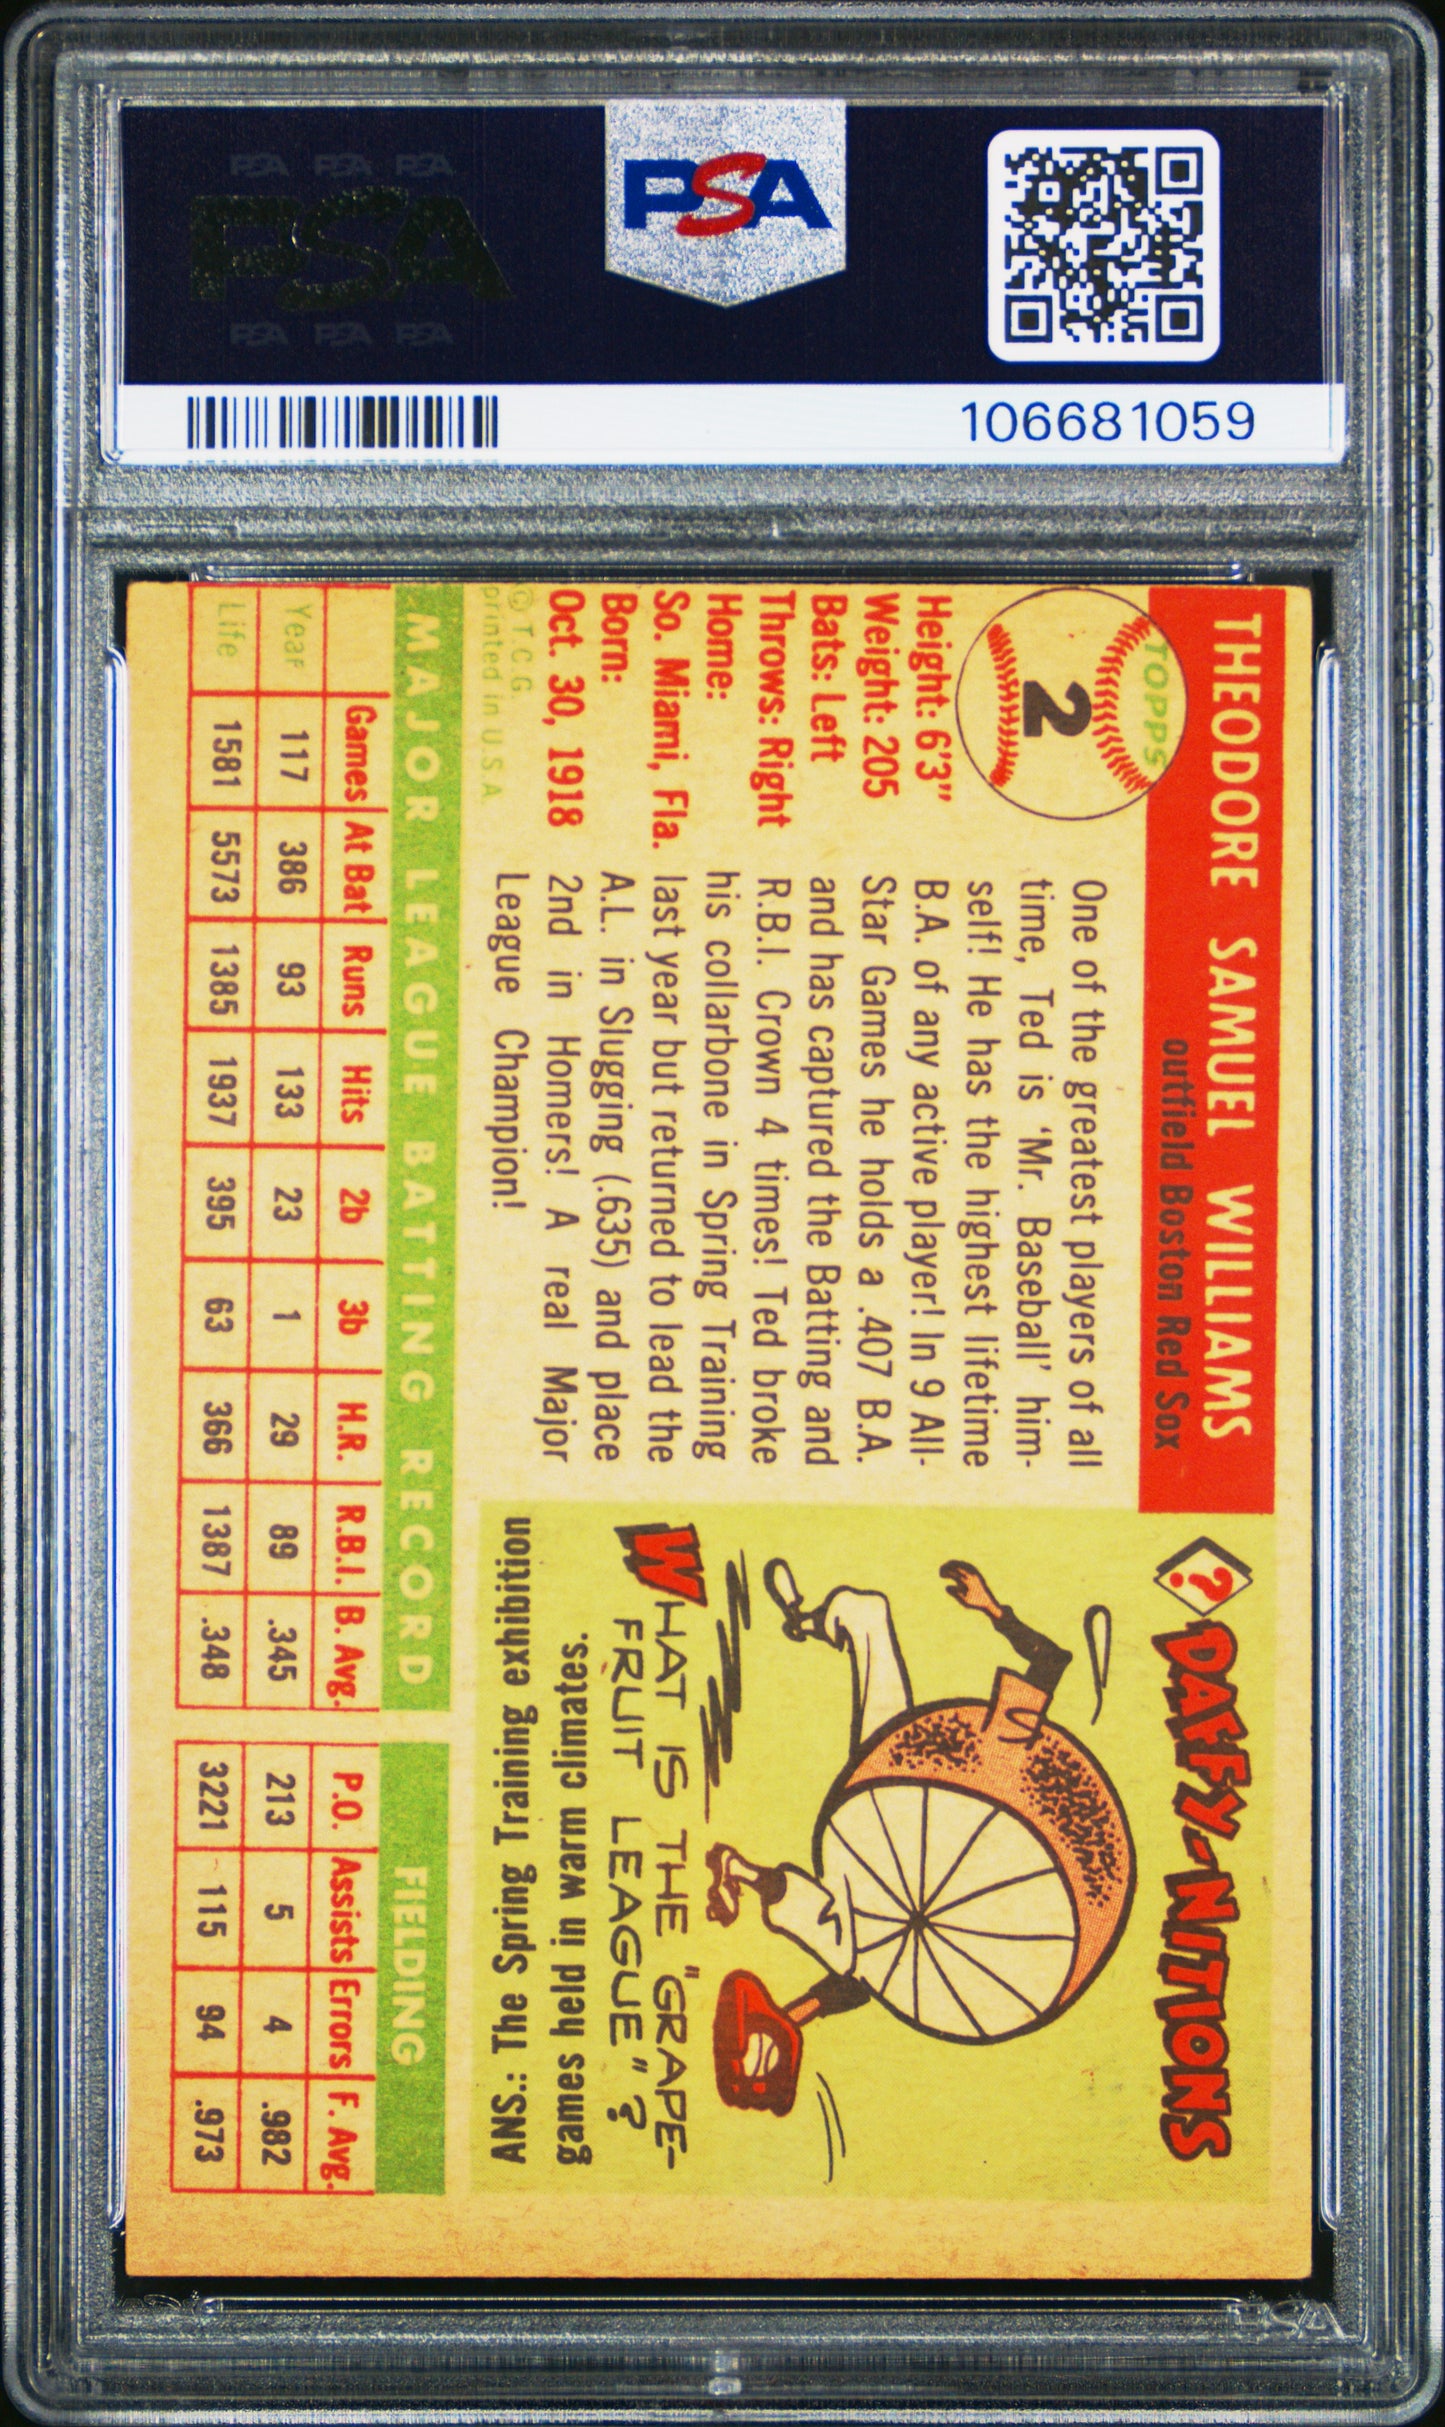 PSA PSA PSA
PSA
PSA PSA PSA
PSA
106681059
THEODORE SAMUEL WILLIAMS
outfield Boston Red Sox
TOPPS
2
Height: 6'3"
Weight: 205
Bats: Left
Throws: Right
Home:
So. Miami, Fla.
Born:
Oct. 30, 1918
© T.C.G.
printed in U.S.A.
One of the greatest players of all
time, Ted is 'Mr. Baseball' him-
self! He has the highest lifetime
B.A. of any active player! In 9 All-
Star Games he holds a .407 B.A.
and has captured the Batting and
R.B.I. Crown 4 times! Ted broke
his collarbone in Spring Training
last year but returned to lead the
A.L. in Slugging (.635) and place
2nd in Homers! A real Major
League Champion!
? DAFFY-NITIONS
WHAT IS THE "GRAPE-
FRUIT LEAGUE"?
ANS.: The Spring Training exhibition
games held in warm climates.
MAJOR LEAGUE BATTING RECORD
FIELDING
Games At Bat Runs Hits 2b 3b H.R. R.B.I. B. Avg. P.O. Assists Errors F. Avg.
Year 117 386 93 133 23 1 29 89 .345 213 5 4 .982
Life 1581 5573 1385 1937 395 63 366 1387 .348 3221 115 94 .973
PSA